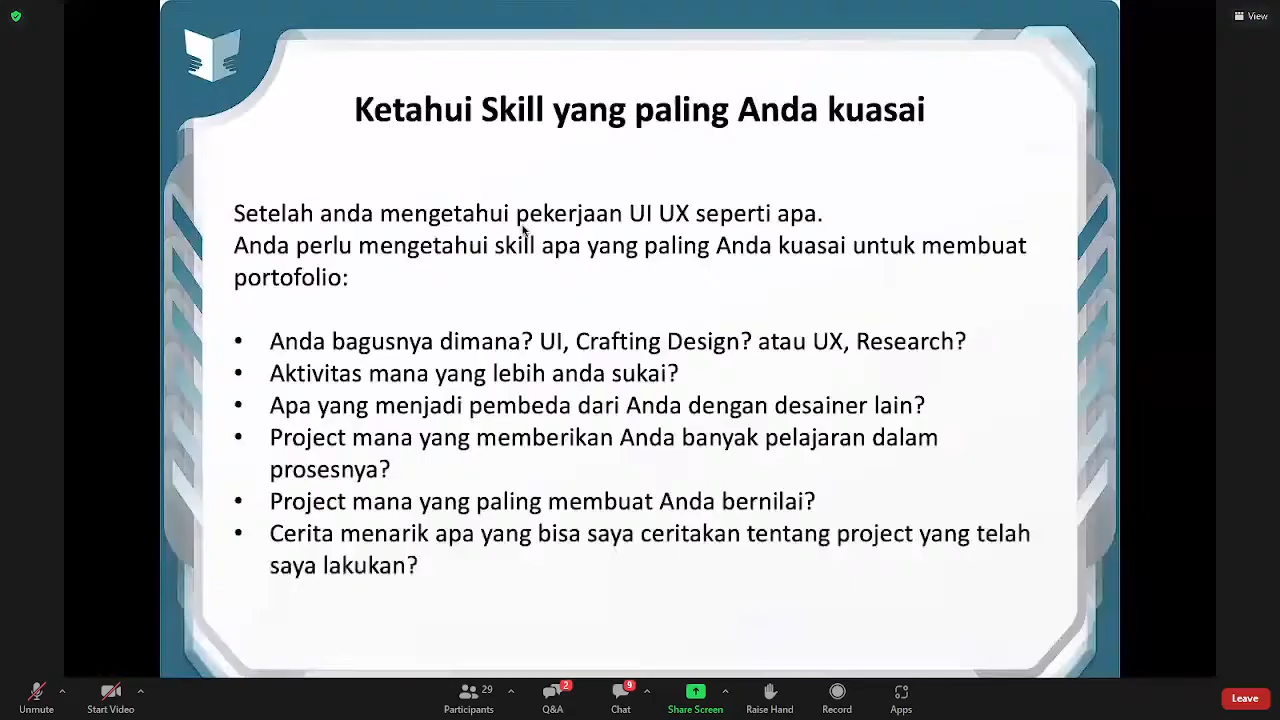 View
Ketahui Skill yang paling Anda kuasai
Setelah anda mengetahui pekerjaan UI UX seperti apa.
Anda perlu mengetahui skill apa yang paling Anda kuasai untuk membuat
portofolio:
• Anda bagusnya dimana? UI, Crafting Design? atau UX, Research?
• Aktivitas mana yang lebih anda sukai?
• Apa yang menjadi pembeda dari Anda dengan desainer lain?
• Project mana yang memberikan Anda banyak pelajaran dalam
prosesnya?
• Project mana yang paling membuat Anda bernilai?
• Cerita menarik apa yang bisa saya ceritakan tentang project yang telah
saya lakukan?
29 2 9
Unmute Start Video Participants Q&A Chat Share Screen Raise Hand Record Apps Leave